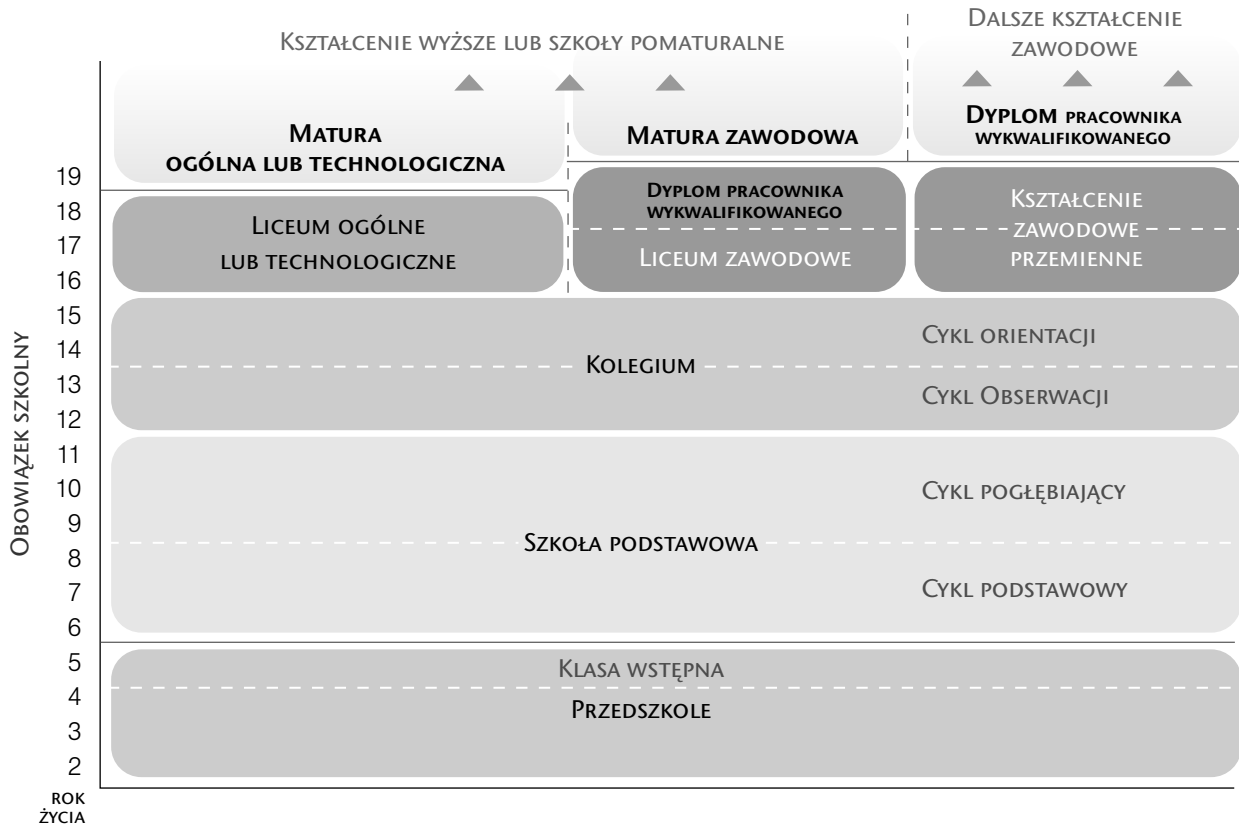 Kształcenie wyższe lub szkoły pomaturalne
Dalsze kształcenie
zawodowe
Matura
ogólna lub technologiczna
Matura zawodowa
Dyplom pracownika
wykwalifikowanego
19
18
17
16
15
14
13
12
11
10
9
8
7
6
5
4
3
2
rok
życia
Obowiązek szkolny
Liceum ogólne
lub technologiczne
Dyplom pracownika
wykwalifikowanego
Liceum zawodowe
Kształcenie
zawodowe
przemienne
Kolegium
Cykl orientacji
Cykl Obserwacji
Szkoła podstawowa
Cykl pogłębiający
Cykl podstawowy
Klasa wstępna
Przedszkole